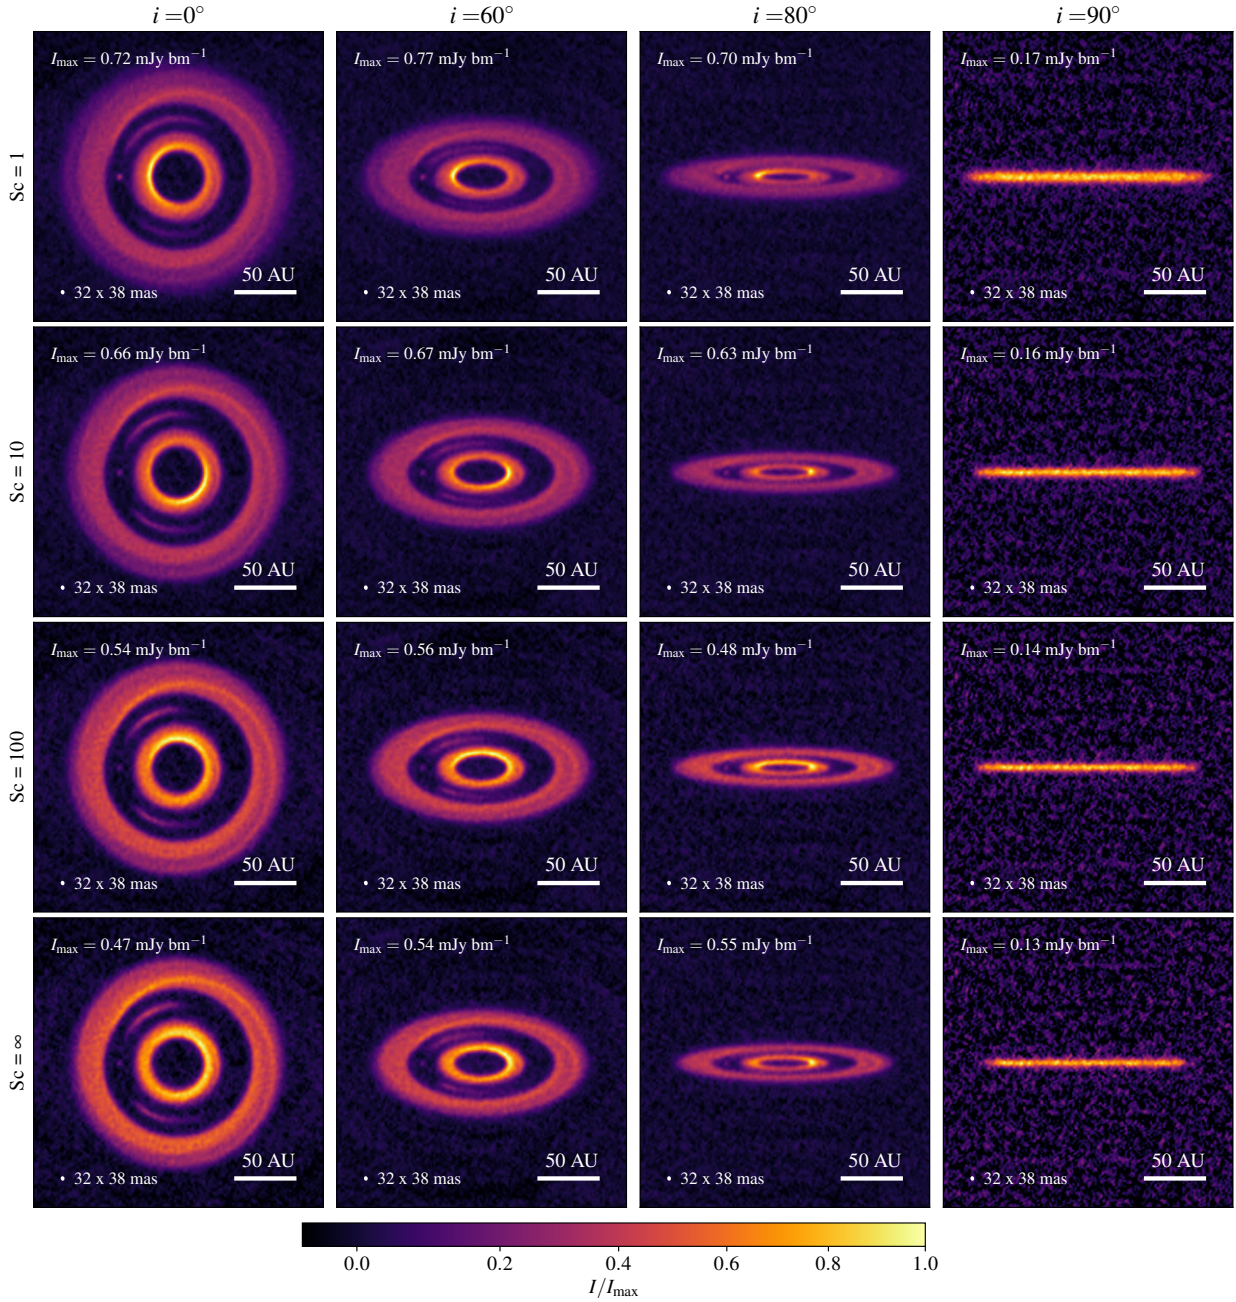 i =0° i =60° i =80° i =90°
Sc = 1
I_max = 0.72 mJy bm⁻¹
50 AU
32 x 38 mas
I_max = 0.77 mJy bm⁻¹
50 AU
32 x 38 mas
I_max = 0.70 mJy bm⁻¹
50 AU
32 x 38 mas
I_max = 0.17 mJy bm⁻¹
50 AU
32 x 38 mas
Sc = 10
I_max = 0.66 mJy bm⁻¹
50 AU
32 x 38 mas
I_max = 0.67 mJy bm⁻¹
50 AU
32 x 38 mas
I_max = 0.63 mJy bm⁻¹
50 AU
32 x 38 mas
I_max = 0.16 mJy bm⁻¹
50 AU
32 x 38 mas
Sc = 100
I_max = 0.54 mJy bm⁻¹
50 AU
32 x 38 mas
I_max = 0.56 mJy bm⁻¹
50 AU
32 x 38 mas
I_max = 0.48 mJy bm⁻¹
50 AU
32 x 38 mas
I_max = 0.14 mJy bm⁻¹
50 AU
32 x 38 mas
Sc = ∞
I_max = 0.47 mJy bm⁻¹
50 AU
32 x 38 mas
I_max = 0.54 mJy bm⁻¹
50 AU
32 x 38 mas
I_max = 0.55 mJy bm⁻¹
50 AU
32 x 38 mas
I_max = 0.13 mJy bm⁻¹
50 AU
32 x 38 mas
0.0 0.2 0.4 0.6 0.8 1.0
I/I_max